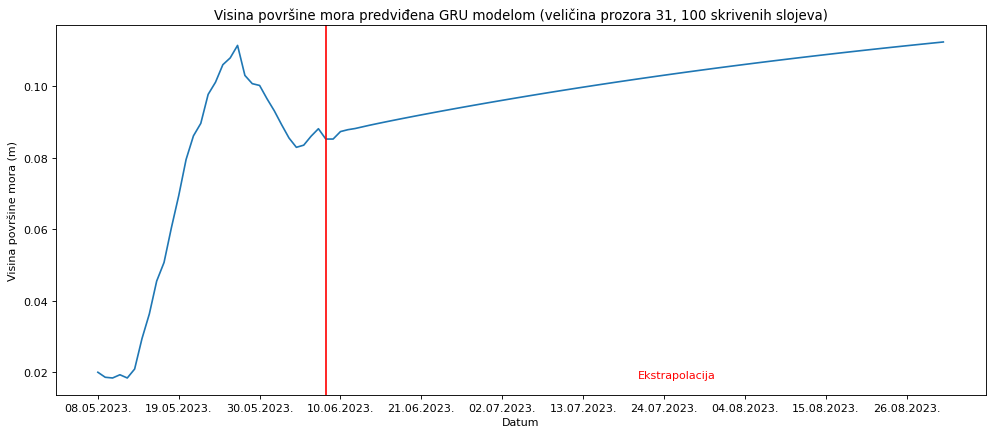 Visina površine mora predviđena GRU modelom (veličina prozora 31, 100 skrivenih slojeva)
Visina površine mora (m)
0.10
0.08
0.06
0.04
0.02
Ekstrapolacija
08.05.2023. 19.05.2023. 30.05.2023. 10.06.2023. 21.06.2023. 02.07.2023. 13.07.2023. 24.07.2023. 04.08.2023. 15.08.2023. 26.08.2023.
Datum